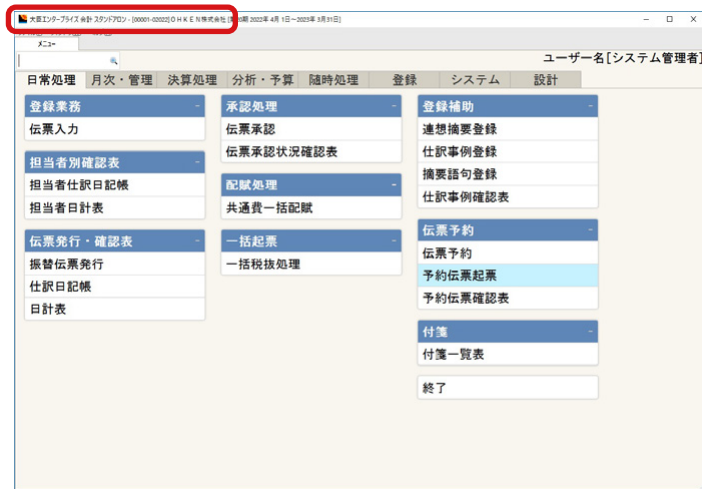 大臣エンタープライズ 会計 スタンドアロン - [00001-02022]ＯＨＫＥＮ株式会社 [第20期 2022年 4月 1日～2023年 3月31日]
メニュー
ユーザー名[システム管理者]
日常処理 月次・管理 決算処理 分析・予算 随時処理 登録 システム 設計
登録業務
伝票入力
担当者別確認表
担当者仕訳日記帳
担当者日計表
伝票発行・確認表
振替伝票発行
仕訳日記帳
日計表
承認処理
伝票承認
伝票承認状況確認表
配賦処理
共通費一括配賦
一括起票
一括税抜処理
登録補助
連想摘要登録
仕訳事例登録
摘要語句登録
仕訳事例確認表
伝票予約
伝票予約
予約伝票起票
予約伝票確認表
付箋
付箋一覧表
終了